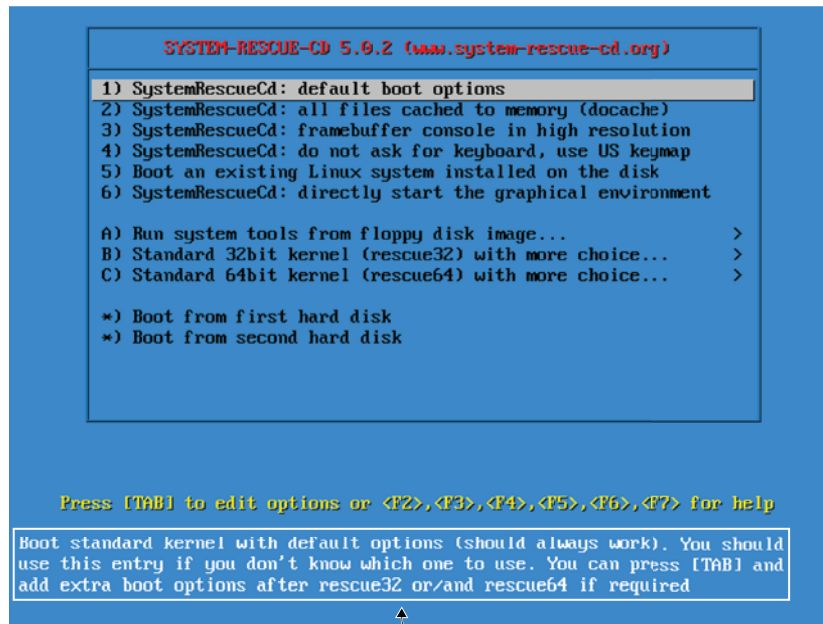 SYSTEM-RESCUE-CD 5.0.2 (www.system-rescue-cd.org)
1) SystemRescueCd: default boot options
2) SystemRescueCd: all files cached to memory (docache)
3) SystemRescueCd: framebuffer console in high resolution
4) SystemRescueCd: do not ask for keyboard, use US keymap
5) Boot an existing Linux system installed on the disk
6) SystemRescueCd: directly start the graphical environment
A) Run system tools from floppy disk image... >
B) Standard 32bit kernel (rescue32) with more choice... >
C) Standard 64bit kernel (rescue64) with more choice... >
*) Boot from first hard disk
*) Boot from second hard disk
Press [TAB] to edit options or <F2>,<F3>,<F4>,<F5>,<F6>,<F7> for help
Boot standard kernel with default options (should always work). You should
use this entry if you don't know which one to use. You can press [TAB] and
add extra boot options after rescue32 or/and rescue64 if required